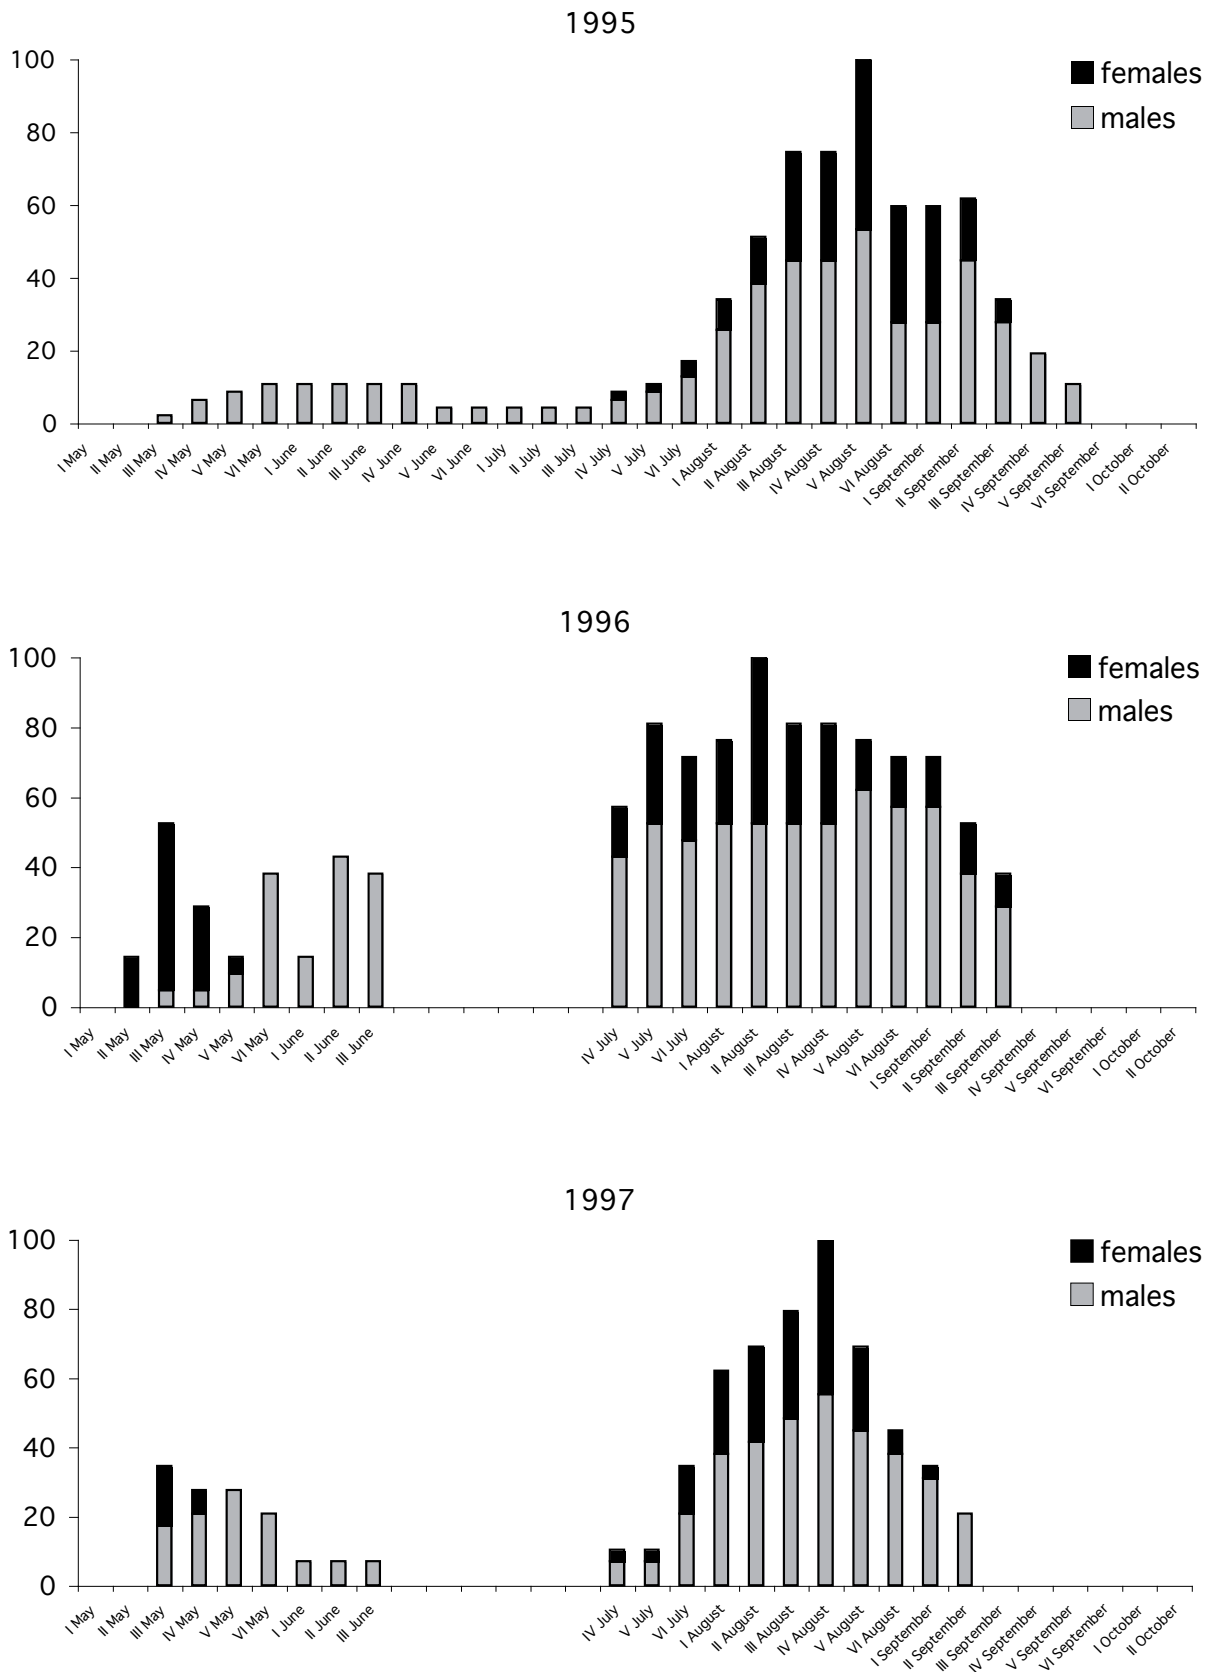 1995
100
80
60
40
20
0
females
males
I May
II May
III May
IV May
V May
VI May
I June
II June
III June
IV June
V June
VI June
I July
II July
III July
IV July
V July
VI July
I August
II August
III August
IV August
V August
VI August
I September
II September
III September
IV September
V September
VI September
I October
II October
1996
100
80
60
40
20
0
females
males
I May
II May
III May
IV May
V May
VI May
I June
II June
III June
IV July
V July
VI July
I August
II August
III August
IV August
V August
VI August
I September
II September
III September
IV September
V September
VI September
I October
II October
1997
100
80
60
40
20
0
females
males
I May
II May
III May
IV May
V May
VI May
I June
II June
III June
IV July
V July
VI July
I August
II August
III August
IV August
V August
VI August
I September
II September
III September
IV September
V September
VI September
I October
II October